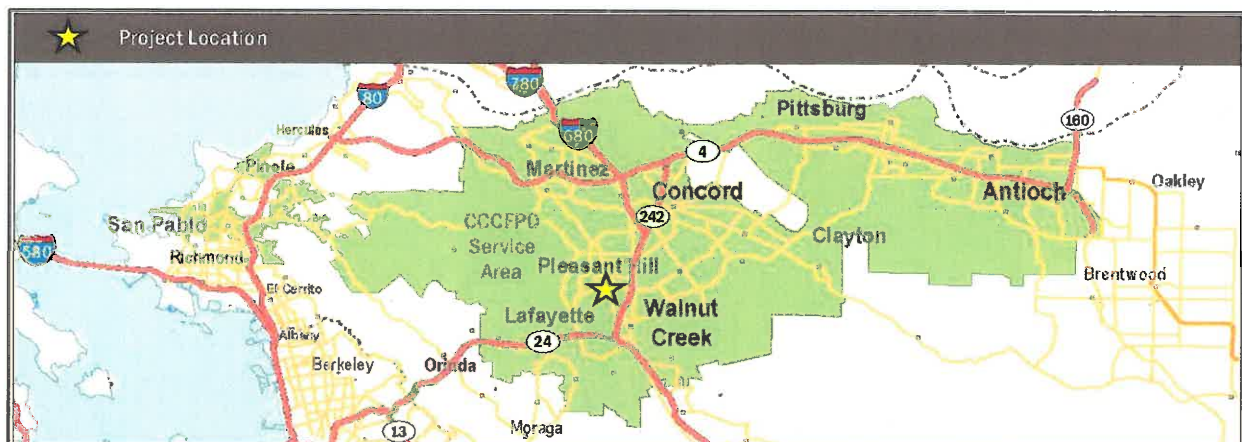 Project Location
780
80
160
Pittsburg
680
Hercules
4
Pinole
Martinez
Concord
Antioch
Oakley
San Pablo
CCCFPD
Service
Area
242
Clayton
580
Richmond
Pleasant Hill
Brentwood
El Cerrito
Lafayette
Walnut
Creek
Albany
24
Berkeley
Orinda
Moraga
13